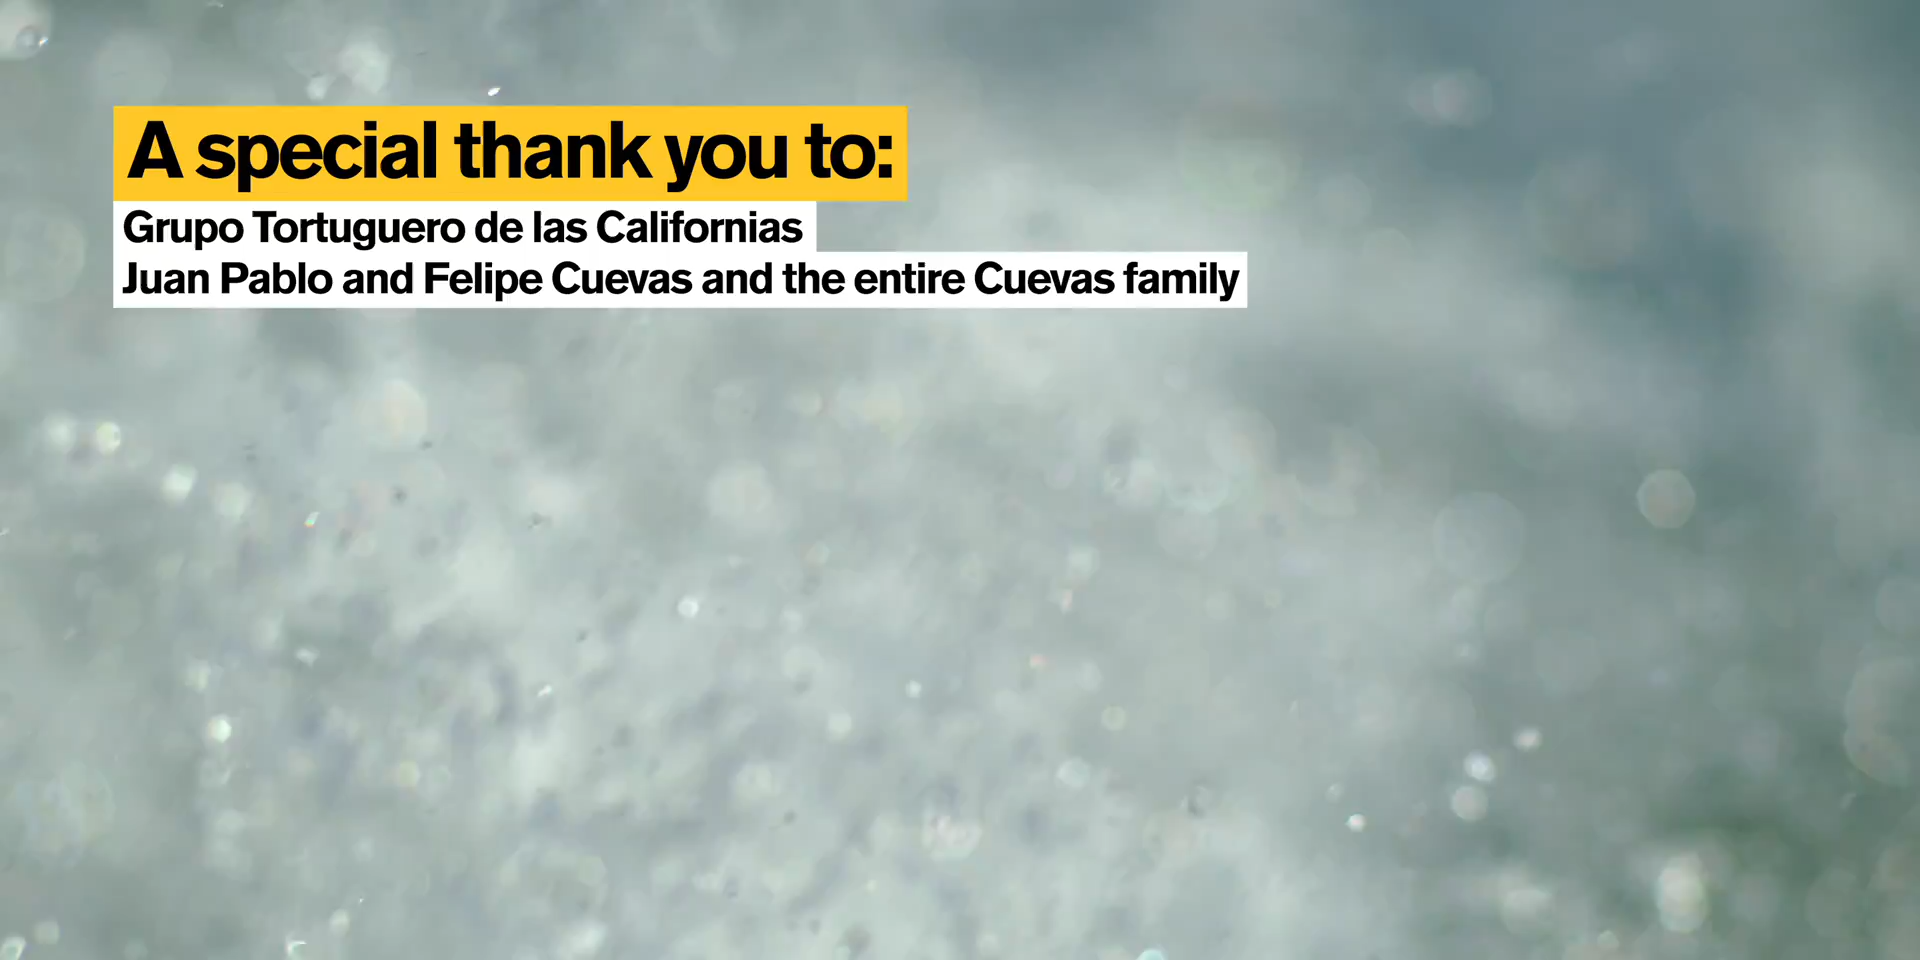 A special thank you to:
Grupo Tortuguero de las Californias
Juan Pablo and Felipe Cuevas and the entire Cuevas family